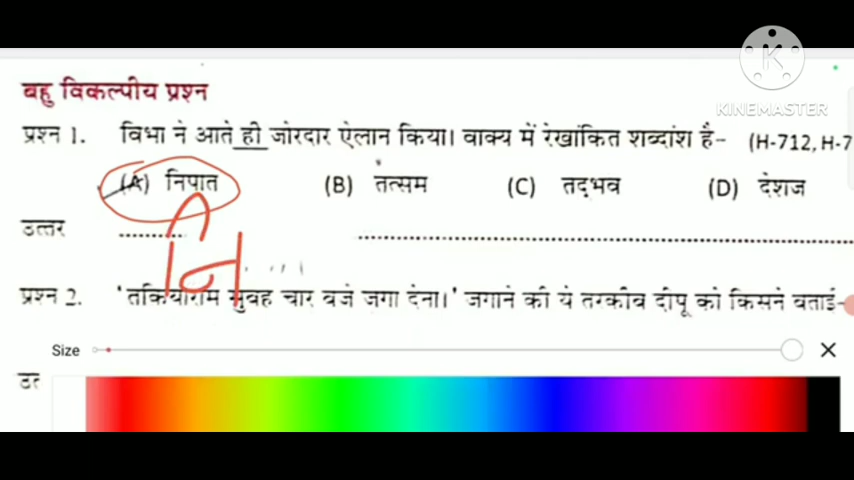 KINEMASTER
बहु विकल्पीय प्रश्न
प्रश्न 1. विभा ने आते ही जोरदार ऐलान किया। वाक्य में रेखांकित शब्दांश है- (H-712, H-7
(A) निपात (B) तत्सम (C) तद्भव (D) देशज
उत्तर ............
नि
प्रश्न 2. 'तकियाराम सुबह चार बजे जगा देना।' जगाने की ये तरकीब दीपू को किसने बताई-
Size